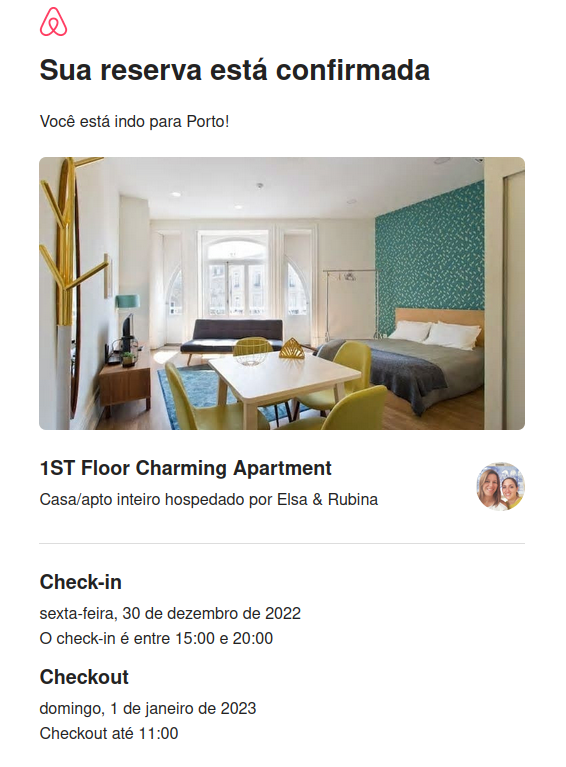 Sua reserva está confirmada
Você está indo para Porto!
1ST Floor Charming Apartment
Casa/apto inteiro hospedado por Elsa & Rubina
Check-in
sexta-feira, 30 de dezembro de 2022
O check-in é entre 15:00 e 20:00
Checkout
domingo, 1 de janeiro de 2023
Checkout até 11:00